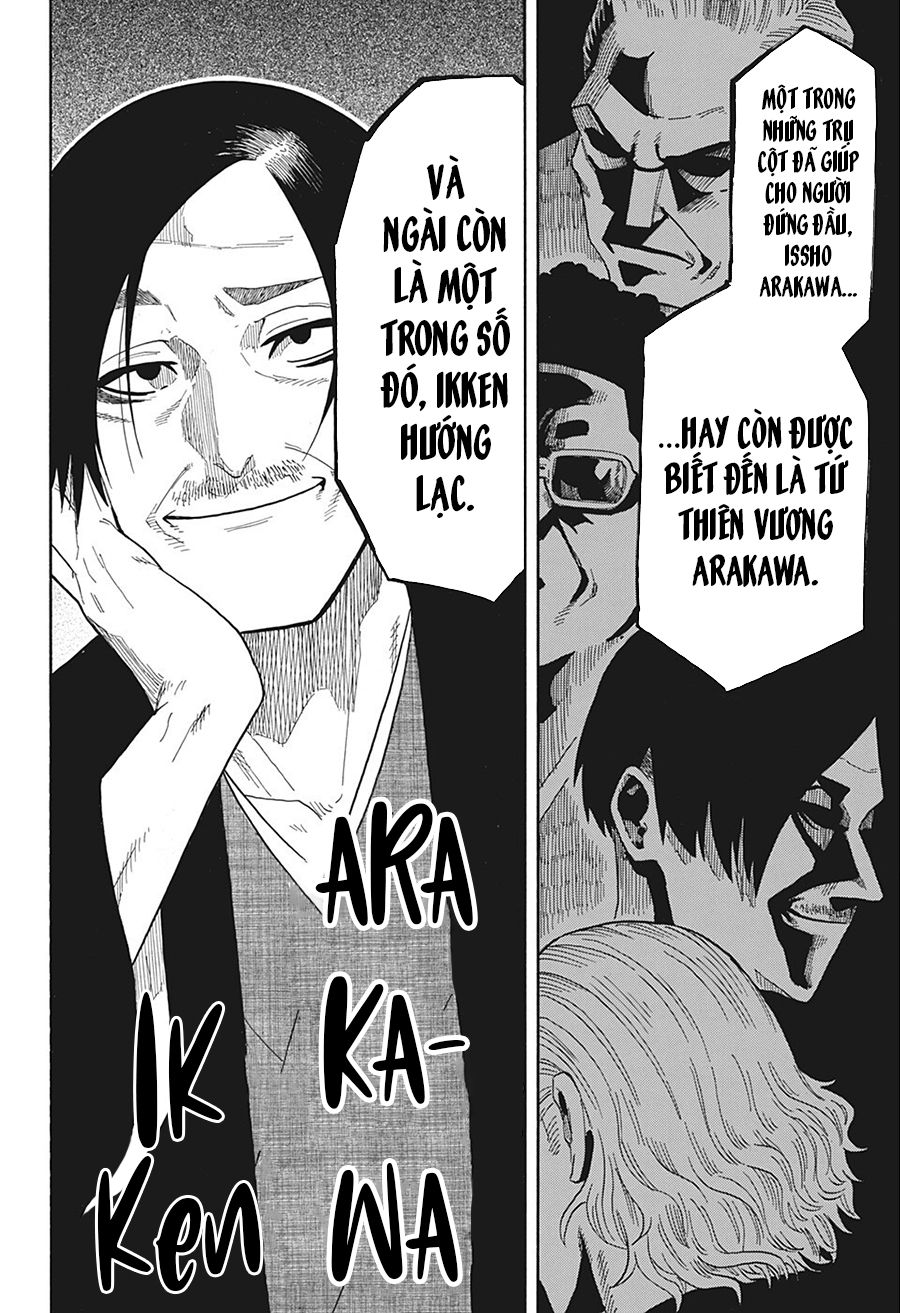 MỘT TRONG
NHỮNG TRỤ
CỘT ĐÃ GIÚP
CHO NGƯỜI
ĐỨNG ĐẦU,
ISSHO
ARAKAWA...
...HAY CÒN ĐƯỢC
BIẾT ĐẾN LÀ TỨ
THIÊN VƯƠNG
ARAKAWA.
VÀ
NGÀI CÒN
LÀ MỘT
TRONG SỐ
ĐÓ, IKKEN
HƯỚNG
LẠC.
ARA
KA-
WA
IK
Ken